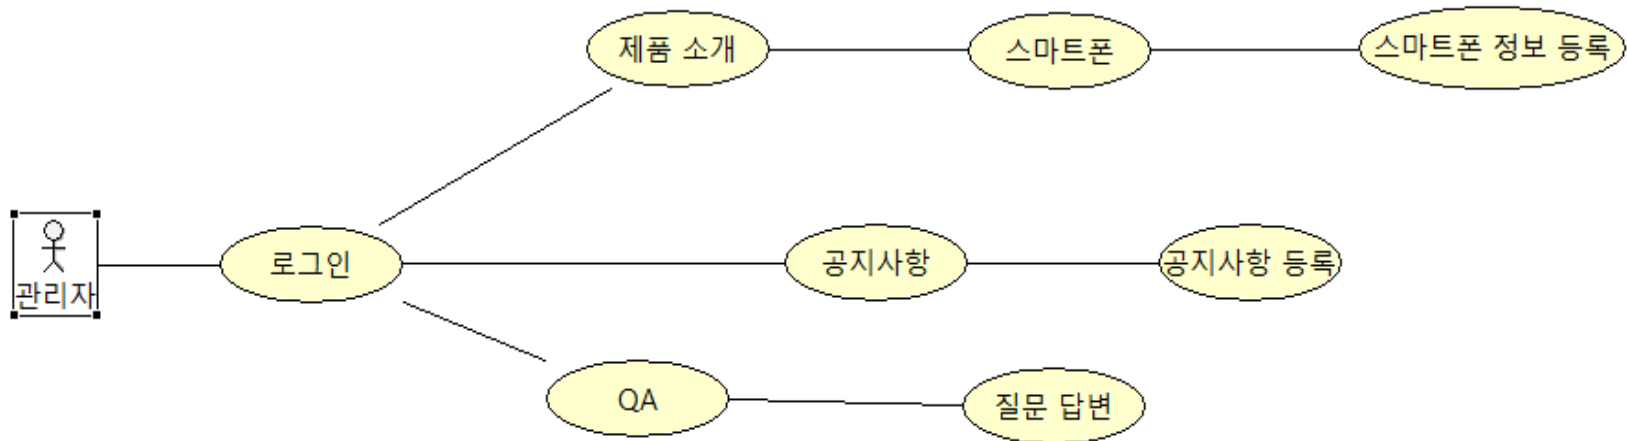 제품 소개
스마트폰
스마트폰 정보 등록
관리자
로그인
공지사항
공지사항 등록
QA
질문 답변